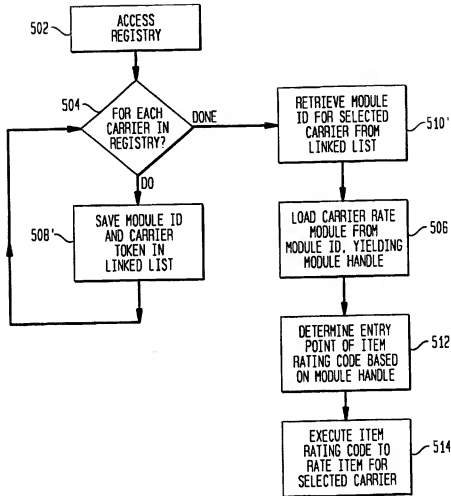 502
ACCESS
REGISTRY
504
FOR EACH
CARRIER IN
REGISTRY?
DONE
DO
508'
SAVE MODULE ID
AND CARRIER
TOKEN IN
LINKED LIST
RETRIEVE MODULE
ID FOR SELECTED
CARRIER FROM
LINKED LIST
510'
LOAD CARRIER RATE
MODULE FROM
MODULE ID, YIELDING
MODULE HANDLE
506
DETERMINE ENTRY
POINT OF ITEM
RATING CODE BASED
ON MODULE HANDLE
512
EXECUTE ITEM
RATING CODE TO
RATE ITEM FOR
SELECTED CARRIER
514